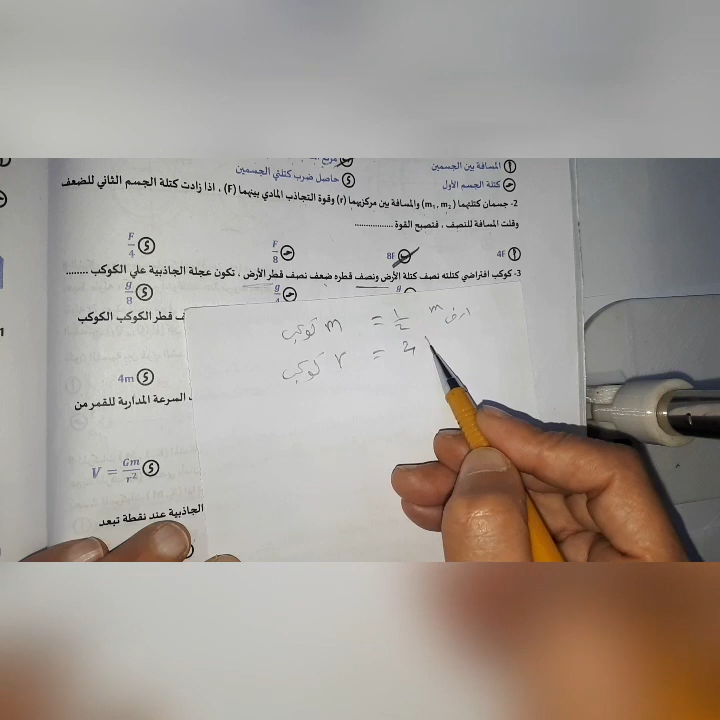 أ المسافة بين الجسمين
ج كتلة الجسم الأول
د حاصل ضرب كتلتي الجسمين
2- جسمان كتلتهما (m₁, m₂) والمسافة بين مركزيهما (r) وقوة التجاذب المادي بينهما (F) ، اذا زادت كتلة الجسم الثاني للضعف
وقلت المسافة للنصف ، فتصبح القوة ................
أ 4F
ب 8F
ج F/8
د F/4
3- كوكب افتراضي كتلته نصف كتلة الأرض ونصف قطره ضعف نصف قطر الأرض ، تكون عجلة الجاذبية علي الكوكب ........
g
ج g
د g/8
ف قطر الكوكب الكوكب
د 4m
السرعة المدارية للقمر من
د V = Gm/r²
الجاذبية عند نقطة تبعد
كوكب m = 1/2 m ارض
كوكب r = 2
1